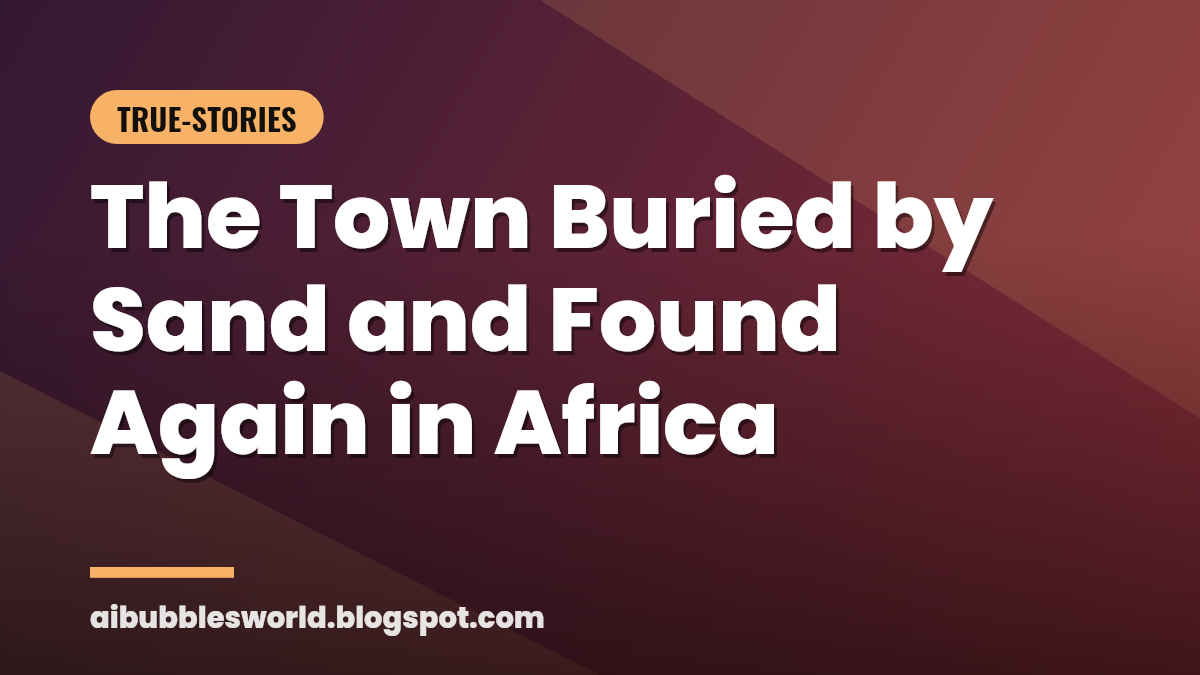 TRUE-STORIES
The Town Buried by
Sand and Found
Again in Africa
aibubblesworld.blogspot.com